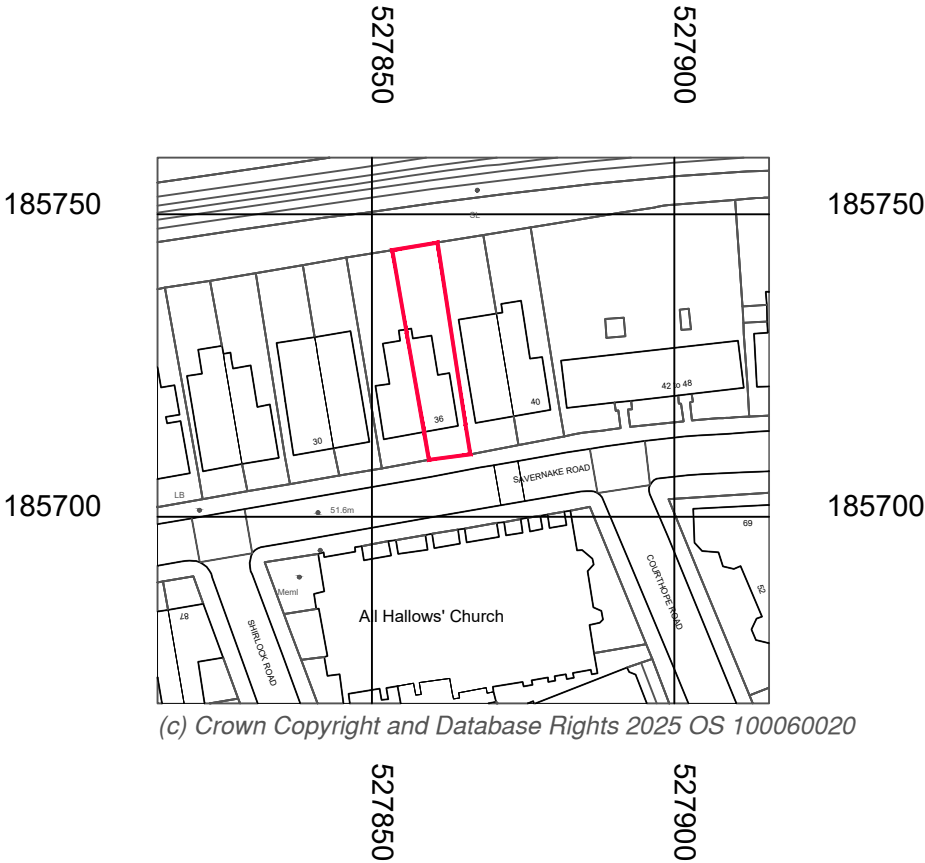 527850
527900
185750
185750
SL
36
40
42 to 48
30
SAVERNAKE ROAD
LB
51.6m
185700
185700
69
COURTHOPE ROAD
52
Meml
87
All Hallows' Church
SHIRLOCK ROAD
(c) Crown Copyright and Database Rights 2025 OS 100060020
527850
527900